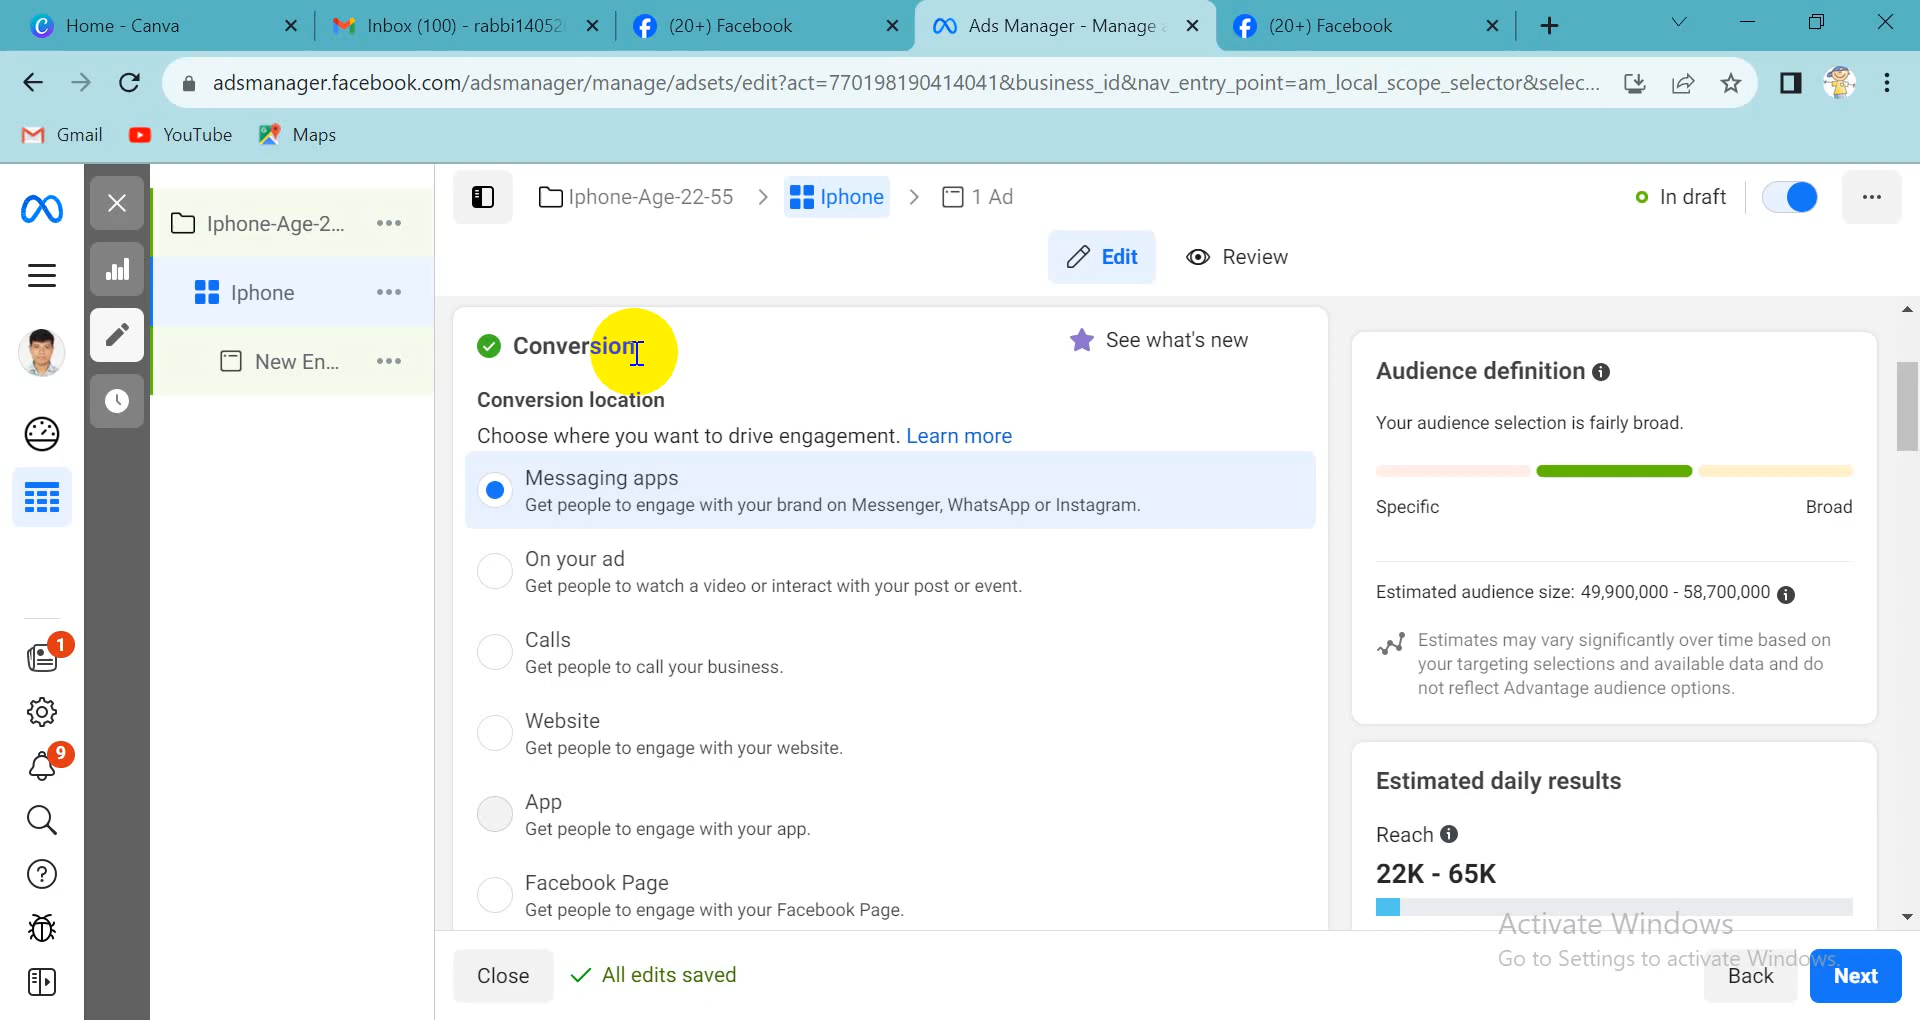 Home - Canva
Inbox (100) - rabbi14052
(20+) Facebook
Ads Manager - Manage a
(20+) Facebook
adsmanager.facebook.com/adsmanager/manage/adsets/edit?act=770198190414041&business_id&nav_entry_point=am_local_scope_selector&selec...
Gmail
YouTube
Maps
Iphone-Age-2...
Iphone
New En...
1
9
Iphone-Age-22-55
Iphone
1 Ad
In draft
Edit
Review
Conversion
See what's new
Conversion location
Choose where you want to drive engagement. Learn more
Messaging apps
Get people to engage with your brand on Messenger, WhatsApp or Instagram.
On your ad
Get people to watch a video or interact with your post or event.
Calls
Get people to call your business.
Website
Get people to engage with your website.
App
Get people to engage with your app.
Facebook Page
Get people to engage with your Facebook Page.
Audience definition
Your audience selection is fairly broad.
Specific
Broad
Estimated audience size: 49,900,000 - 58,700,000
Estimates may vary significantly over time based on
your targeting selections and available data and do
not reflect Advantage audience options.
Estimated daily results
Reach
22K - 65K
Activate Windows
Go to Settings to activate Windows.
Close
All edits saved
Back
Next